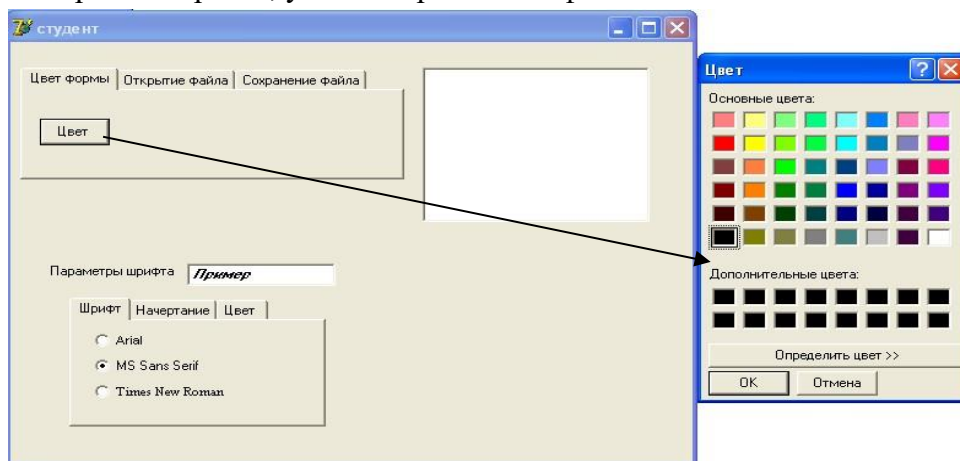 студент
Цвет формы Открытие файла Сохранение файла
Цвет
Параметры шрифта Пример
Шрифт Начертание Цвет
Arial
MS Sans Serif
Times New Roman
Цвет
Основные цвета:
Дополнительные цвета:
Определить цвет >>
OK Отмена